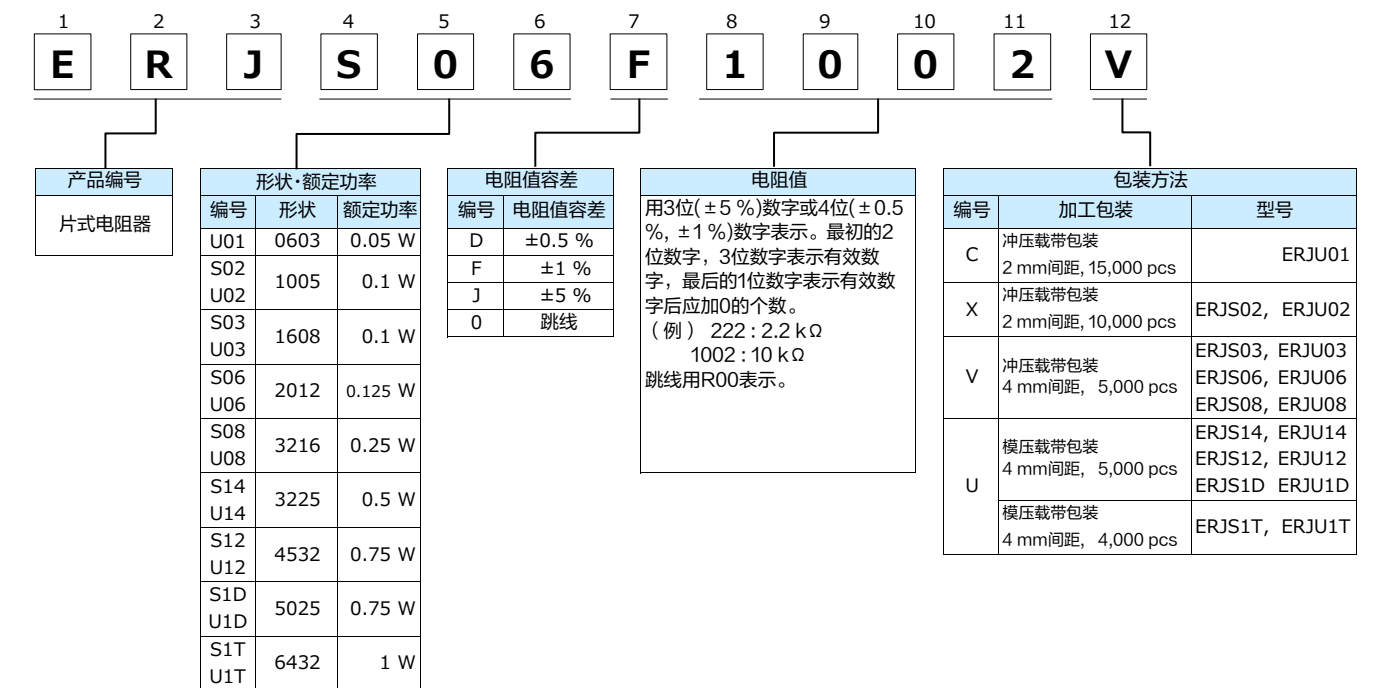 1 2 3 4 5 6 7 8 9 10 11 12
E R J S 0 6 F 1 0 0 2 V
产品编号
片式电阻器
形状·额定功率
编号 形状 额定功率
U01 0603 0.05 W
S02
U02
1005 0.1 W
S03
U03
1608 0.1 W
S06
U06
2012 0.125 W
S08
U08
3216 0.25 W
S14
U14
3225 0.5 W
S12
U12
4532 0.75 W
S1D
U1D
5025 0.75 W
S1T
U1T
6432 1 W
电阻值容差
编号 电阻值容差
D ±0.5 %
F ±1 %
J ±5 %
0 跳线
电阻值
用3位(±5 %)数字或4位(±0.5
%, ±1 %)数字表示。最初的2
位数字，3位数字表示有效数
字，最后的1位数字表示有效数
字后应加0的个数。
（例） 222 : 2.2 kΩ
1002 : 10 kΩ
跳线用R00表示。
包装方法
编号 加工包装 型号
C
冲压载带包装
2 mm间距, 15,000 pcs
ERJU01
X
冲压载带包装
2 mm间距, 10,000 pcs
ERJS02, ERJU02
V
冲压载带包装
4 mm间距, 5,000 pcs
ERJS03, ERJU03
ERJS06, ERJU06
ERJS08, ERJU08
U
模压载带包装
4 mm间距, 5,000 pcs
ERJS14, ERJU14
ERJS12, ERJU12
ERJS1D ERJU1D
模压载带包装
4 mm间距, 4,000 pcs
ERJS1T, ERJU1T